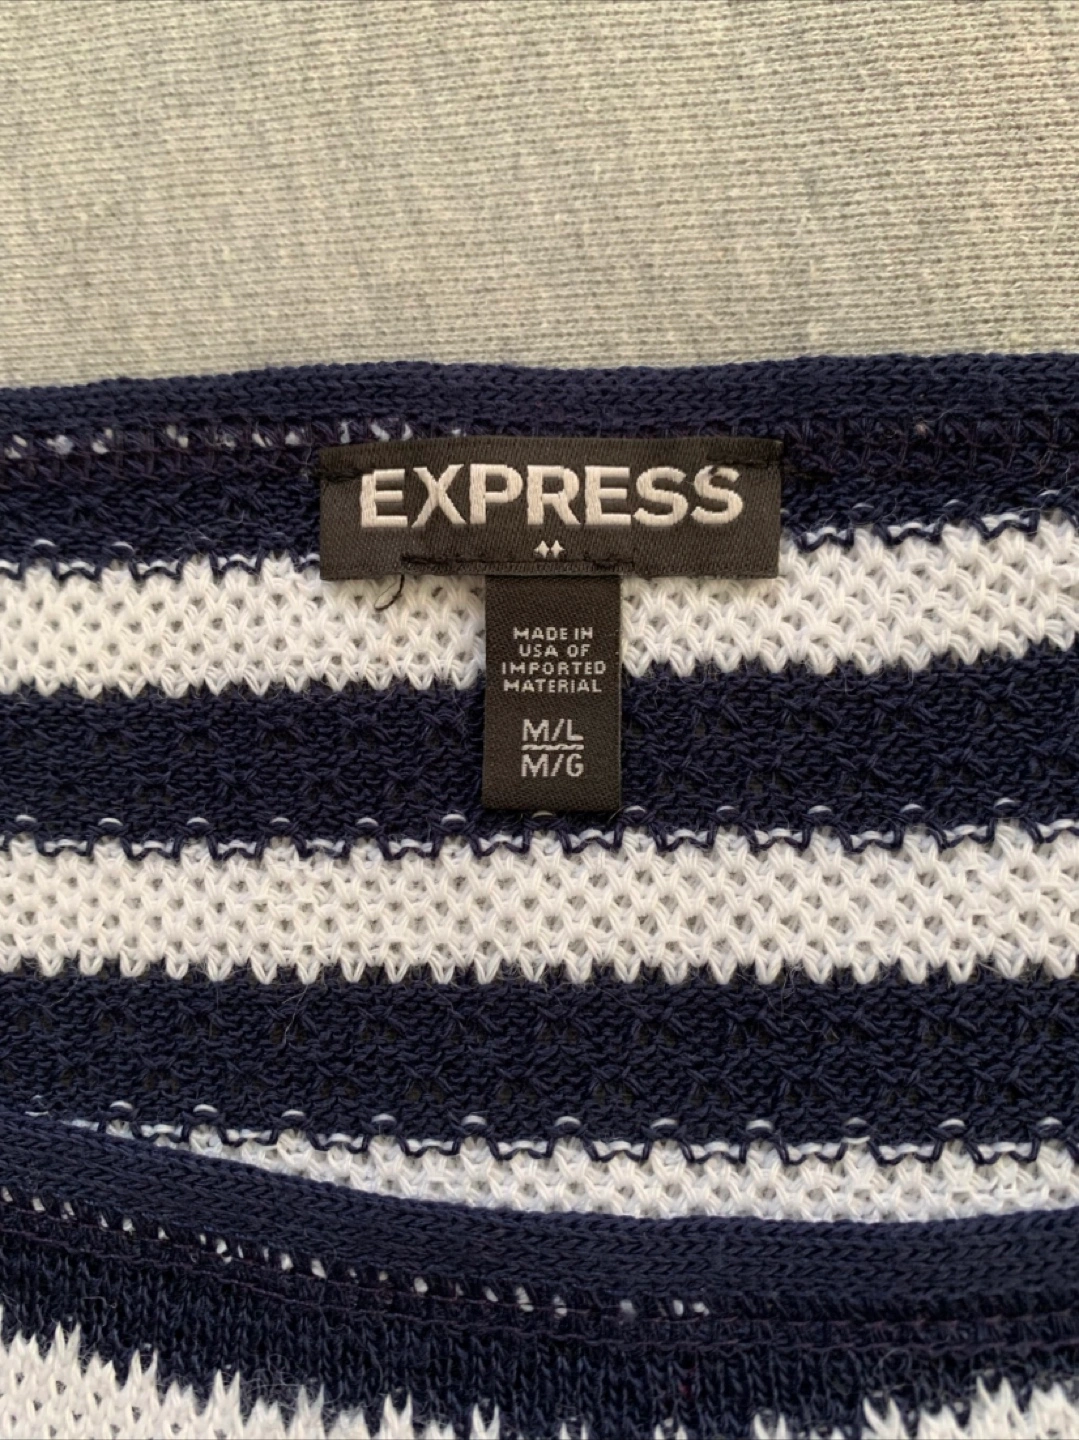 EXPRESS
MADE IN
USA OF
IMPORTED
MATERIAL
M/L
M/G